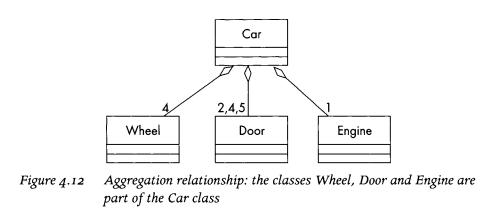 Car
4
2,4,5
1
Wheel
Door
Engine
Figure 4.12 Aggregation relationship: the classes Wheel, Door and Engine are
part of the Car class